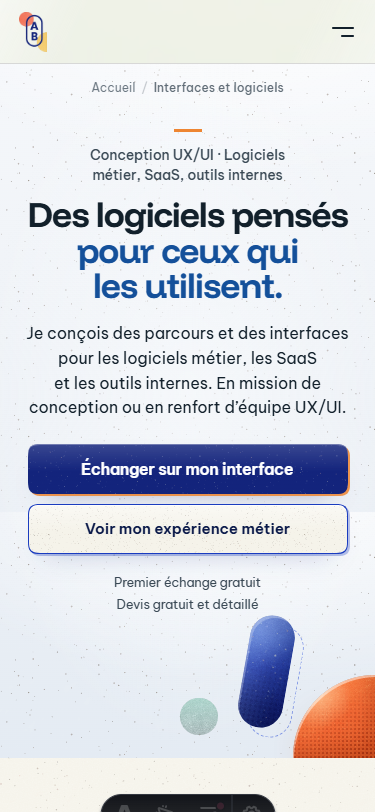 A
B
Accueil / Interfaces et logiciels
Conception UX/UI · Logiciels
métier, SaaS, outils internes
Des logiciels pensés
pour ceux qui
les utilisent.
Je conçois des parcours et des interfaces
pour les logiciels métier, les SaaS
et les outils internes. En mission de
conception ou en renfort d’équipe UX/UI.
Échanger sur mon interface
Voir mon expérience métier
Premier échange gratuit
Devis gratuit et détaillé